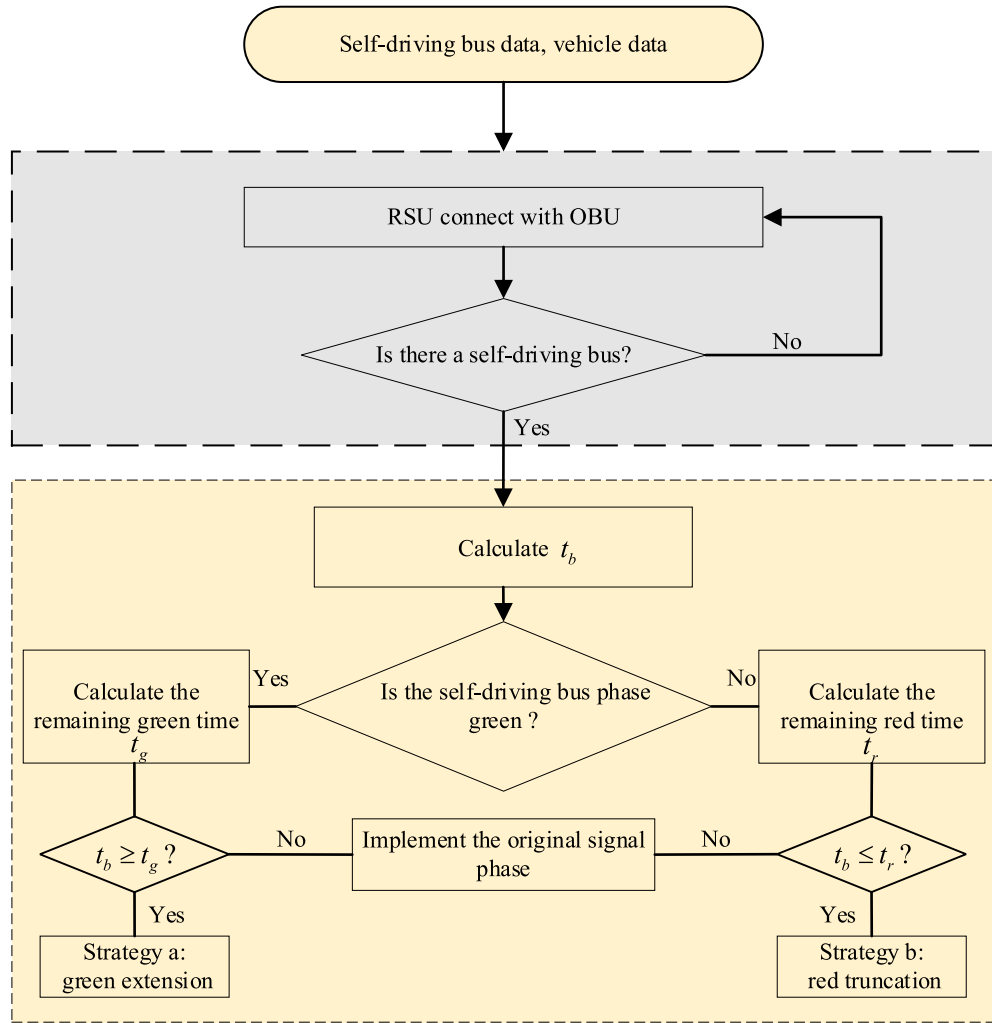 Self-driving bus data, vehicle data
RSU connect with OBU
Is there a self-driving bus?
No
Yes
Calculate t_b
Is the self-driving bus phase
green ?
Yes
No
Calculate the
remaining green time
t_g
Calculate the
remaining red time
t_r
t_b ≥ t_g ?
No
Implement the original signal
phase
No
t_b ≤ t_r ?
Yes
Yes
Strategy a:
green extension
Strategy b:
red truncation